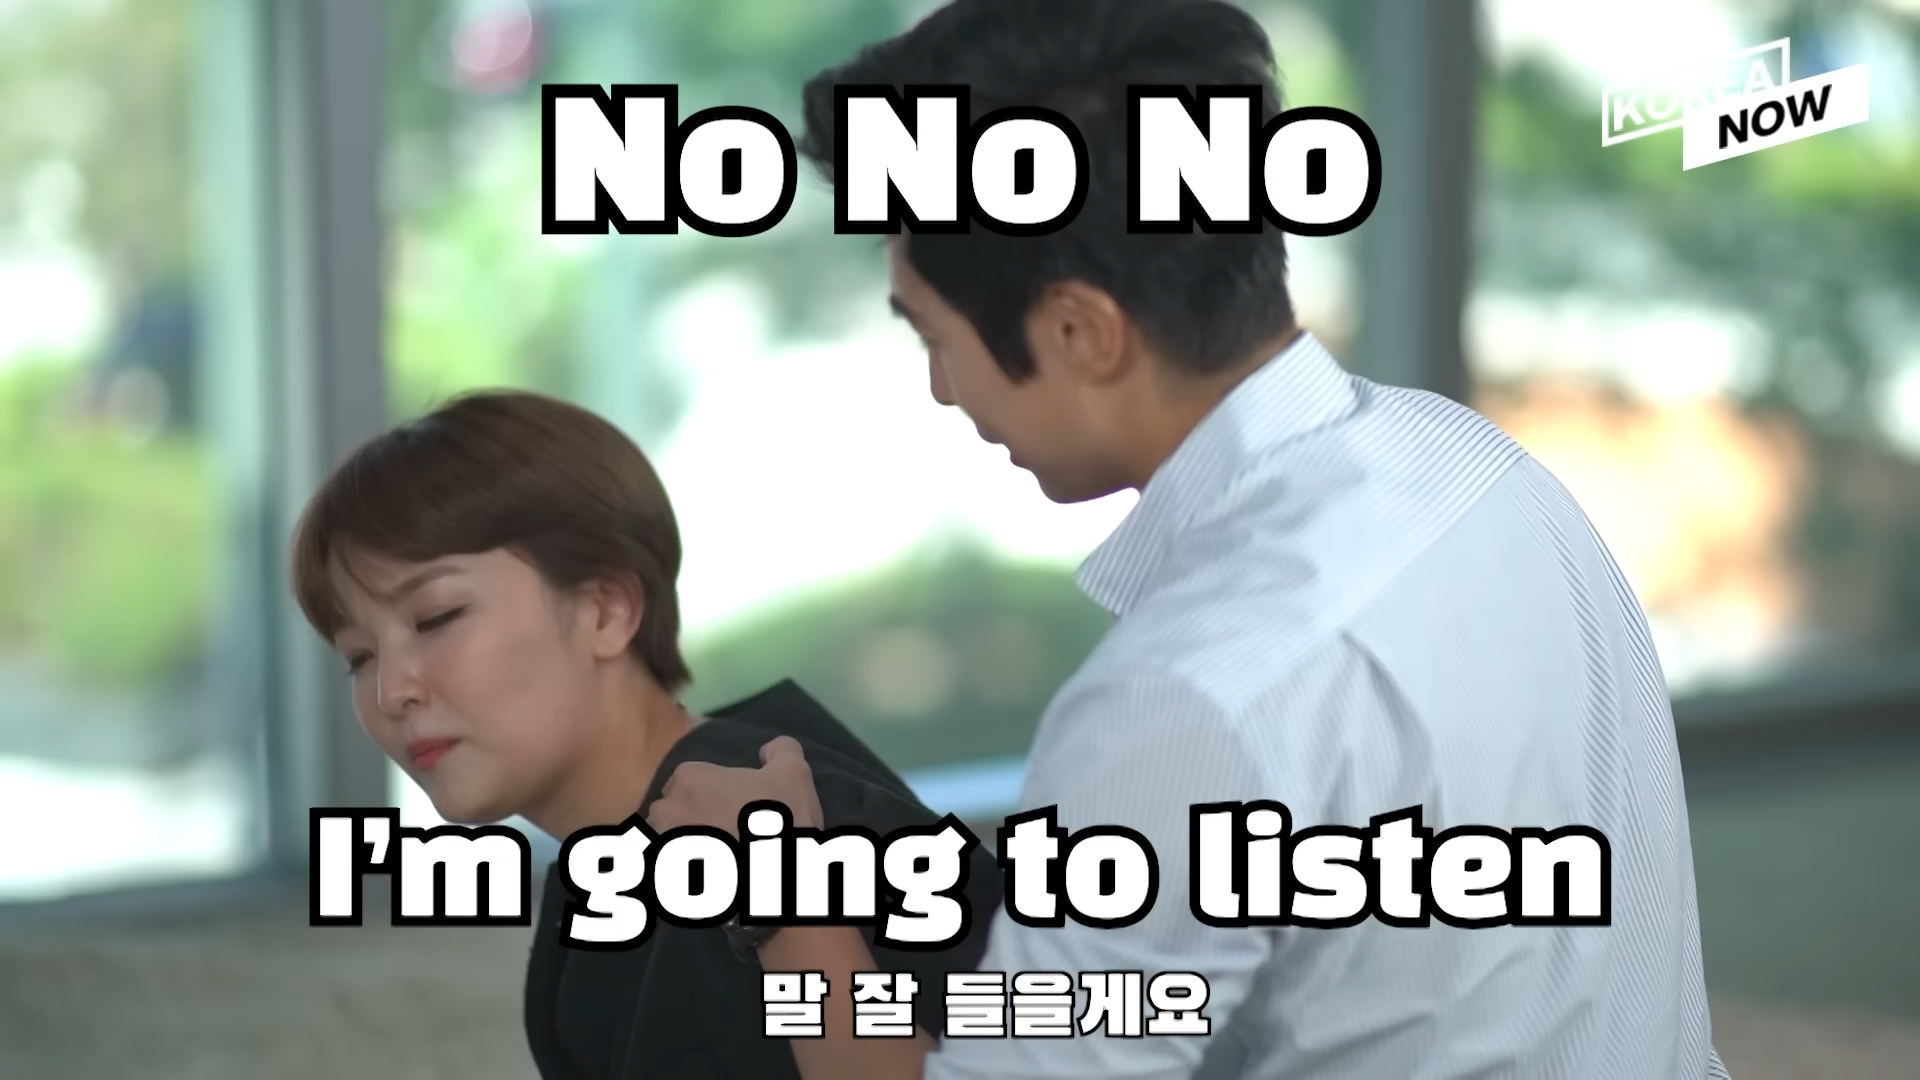 KOREA
NOW
No No No
I'm going to listen
말 잘 들을게요